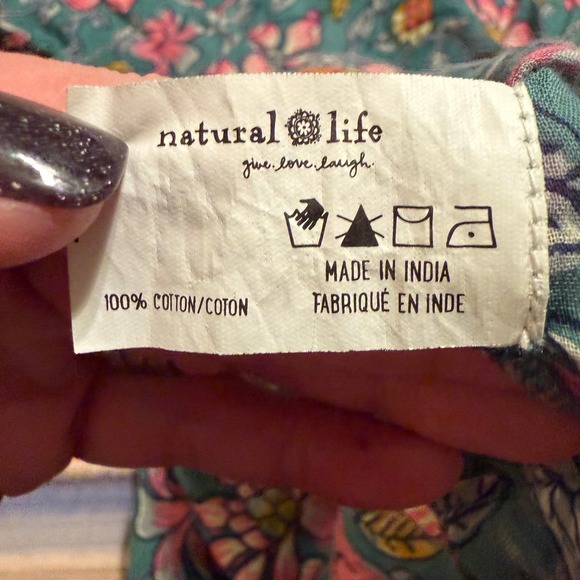 natural life
give.love.laugh.
MADE IN INDIA
100% COTTON/COTON
FABRIQUÉ EN INDE